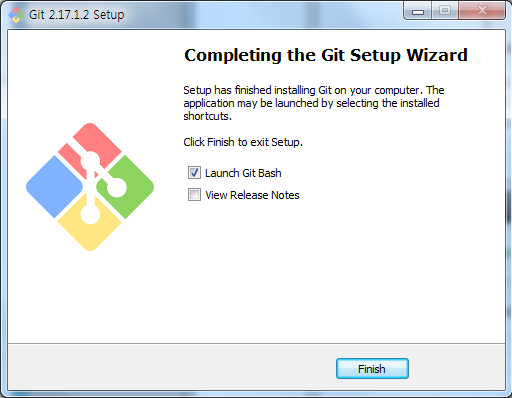 Git 2.17.1.2 Setup
Completing the Git Setup Wizard
Setup has finished installing Git on your computer. The
application may be launched by selecting the installed
shortcuts.
Click Finish to exit Setup.
Launch Git Bash
View Release Notes
Finish